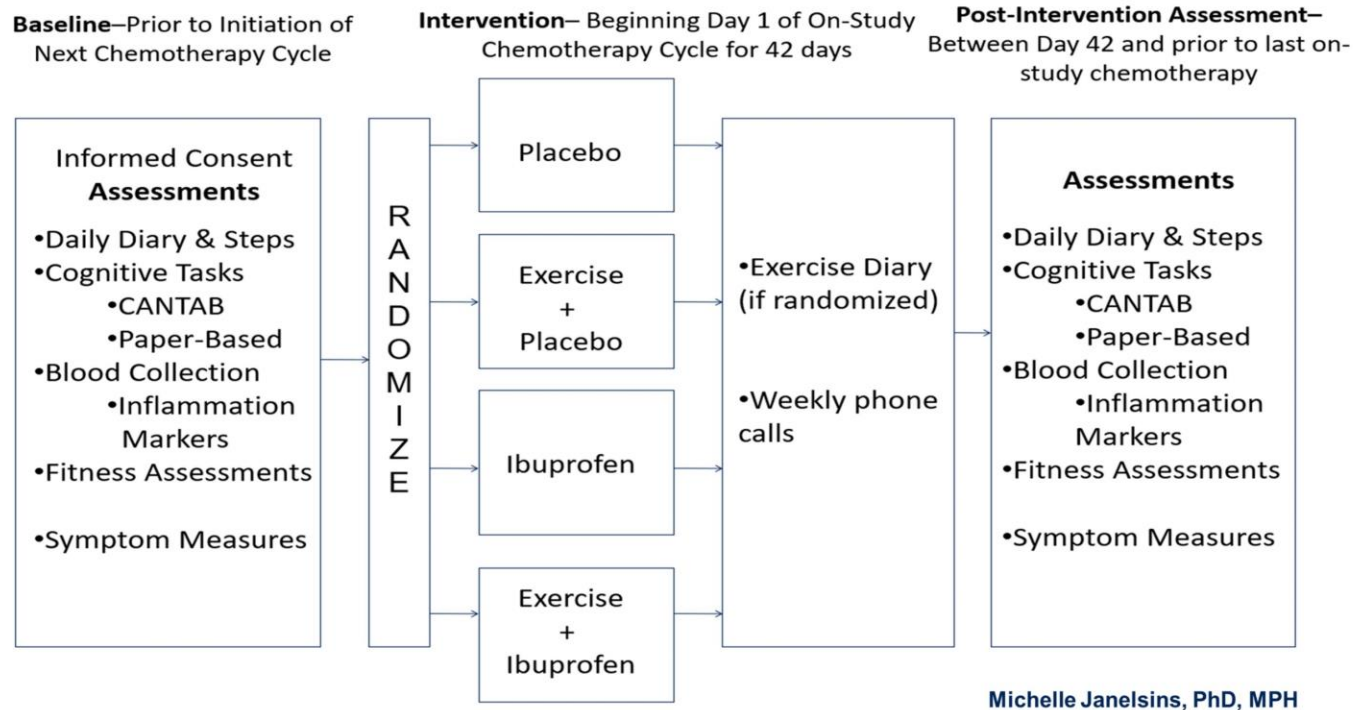 Baseline–Prior to Initiation of
Next Chemotherapy Cycle
Intervention– Beginning Day 1 of On-Study
Chemotherapy Cycle for 42 days
Post-Intervention Assessment–
Between Day 42 and prior to last on-
study chemotherapy
Informed Consent
Assessments
•Daily Diary & Steps
•Cognitive Tasks
•CANTAB
•Paper-Based
•Blood Collection
•Inflammation
Markers
•Fitness Assessments
•Symptom Measures
R
A
N
D
O
M
I
Z
E
Placebo
Exercise
+
Placebo
Ibuprofen
Exercise
+
Ibuprofen
•Exercise Diary
(if randomized)
•Weekly phone
calls
Assessments
•Daily Diary & Steps
•Cognitive Tasks
•CANTAB
•Paper-Based
•Blood Collection
•Inflammation
Markers
•Fitness Assessments
•Symptom Measures
Michelle Janelsins, PhD, MPH